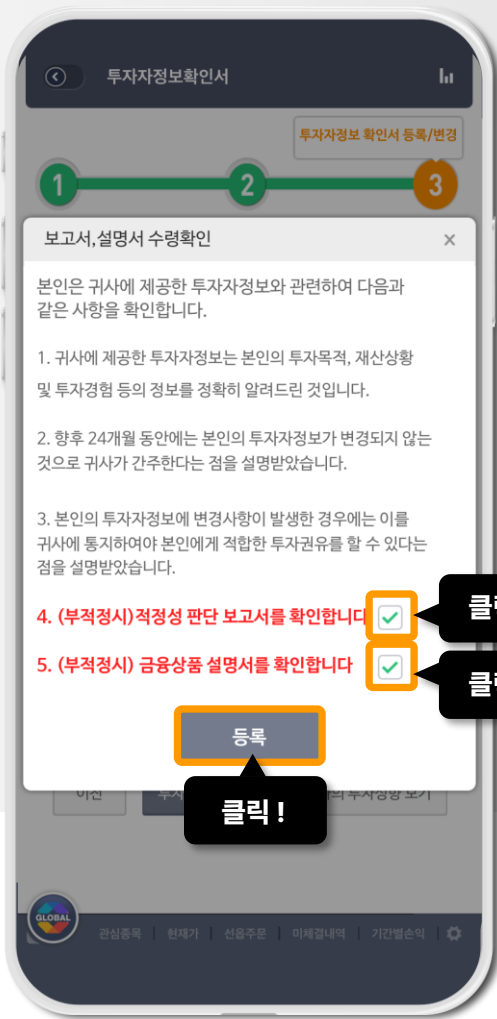 투자자정보확인서
투자자정보 확인서 등록/변경
1
2
3
보고서,설명서 수령확인
본인은 귀사에 제공한 투자자정보와 관련하여 다음과
같은 사항을 확인합니다.
1. 귀사에 제공한 투자자정보는 본인의 투자목적, 재산상황
및 투자경험 등의 정보를 정확히 알려드린 것입니다.
2. 향후 24개월 동안에는 본인의 투자자정보가 변경되지 않는
것으로 귀사가 간주한다는 점을 설명받았습니다.
3. 본인의 투자자정보에 변경사항이 발생한 경우에는 이를
귀사에 통지하여야 본인에게 적합한 투자권유를 할 수 있다는
점을 설명받았습니다.
4. (부적정시)적정성 판단 보고서를 확인합니다
클
5. (부적정시) 금융상품 설명서를 확인합니다
클
등록
클릭 !
이전
투자성향 보기
GLOBAL
관심종목
현재가
선옵주문
미체결내역
기간별손익